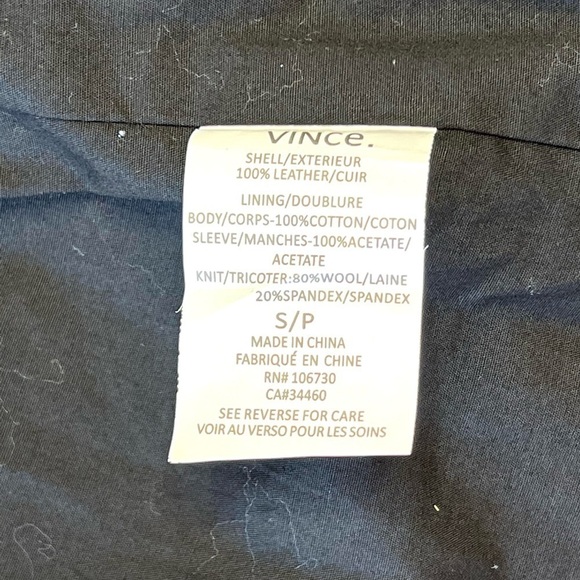 VINCE.
SHELL/EXTERIEUR
100% LEATHER/CUIR
LINING/DOUBLURE
BODY/CORPS-100%COTTON/COTON
SLEEVE/MANCHES-100%ACETATE/
ACETATE
KNIT/TRICOTER:80%WOOL/LAINE
20%SPANDEX/SPANDEX
S/P
MADE IN CHINA
FABRIQUÉ EN CHINE
RN# 106730
CA#34460
SEE REVERSE FOR CARE
VOIR AU VERSO POUR LES SOINS